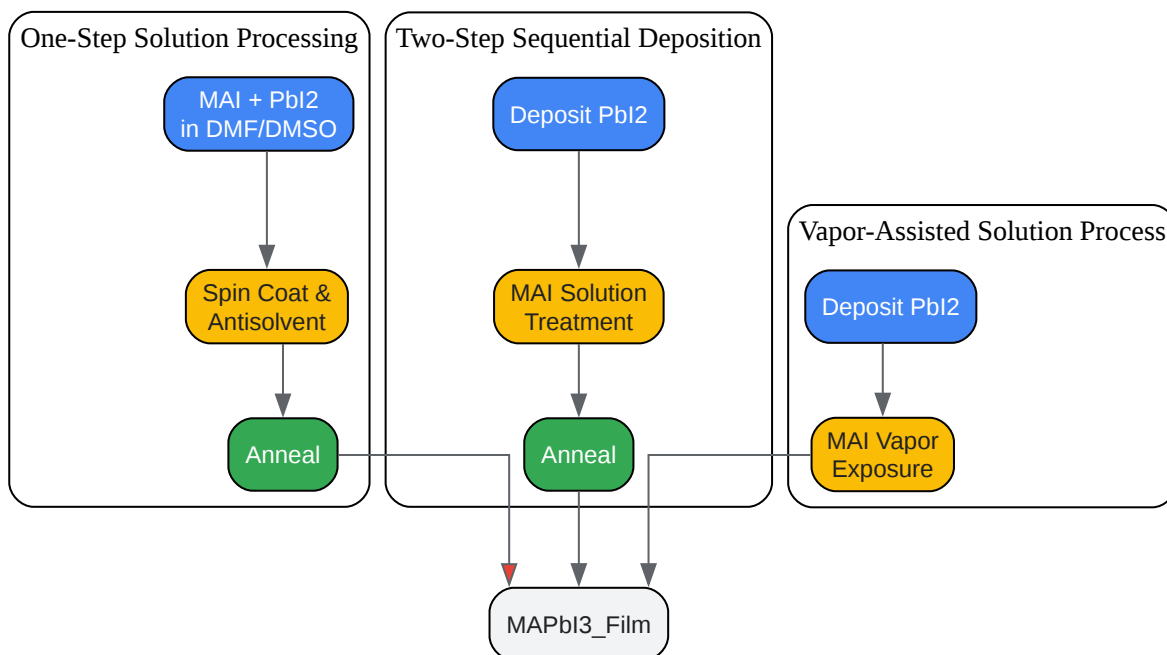 One-Step Solution Processing
MAI + PbI2
in DMF/DMSO
Spin Coat &
Antisolvent
Anneal
Two-Step Sequential Deposition
Deposit PbI2
MAI Solution
Treatment
Anneal
Vapor-Assisted Solution Process
Deposit PbI2
MAI Vapor
Exposure
MAPbI3_Film